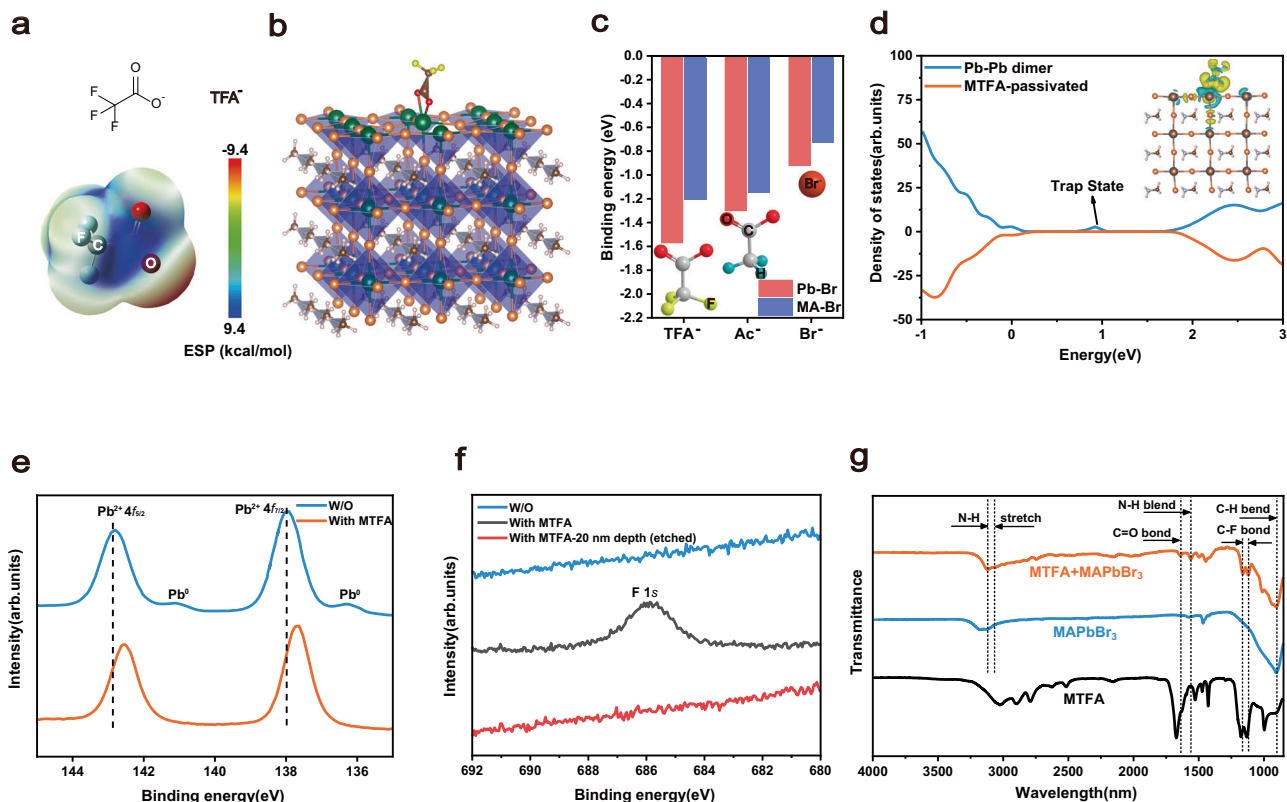 a
O
F
F
F
O-
TFA-
-9.4
9.4
F
C
O
ESP (kcal/mol)
b
c
Binding energy (eV)
0.0
-0.2
-0.4
-0.6
-0.8
-1.0
-1.2
-1.4
-1.6
-1.8
-2.0
-2.2
Br-
O
C
H
F
Pb-Br
MA-Br
TFA-
Ac-
Br-
d
Density of states(arb.units)
100
75
50
25
0
-25
-50
Pb-Pb dimer
MTFA-passivated
Trap State
-1 0 1 2 3
Energy(eV)
e
Intensity(arb.units)
Pb2+ 4f5/2
Pb2+ 4f7/2
W/O
With MTFA
Pb0
Pb0
144 142 140 138 136
Binding energy(eV)
f
Intensity(arb.units)
W/O
With MTFA
With MTFA-20 nm depth (etched)
F 1s
692 690 688 686 684 682 680
Binding energy(eV)
g
Transmittance
N-H stretch
N-H blend
C=O bond
C-H bend
C-F bond
MTFA+MAPbBr3
MAPbBr3
MTFA
4000 3500 3000 2500 2000 1500 1000
Wavelength(nm)